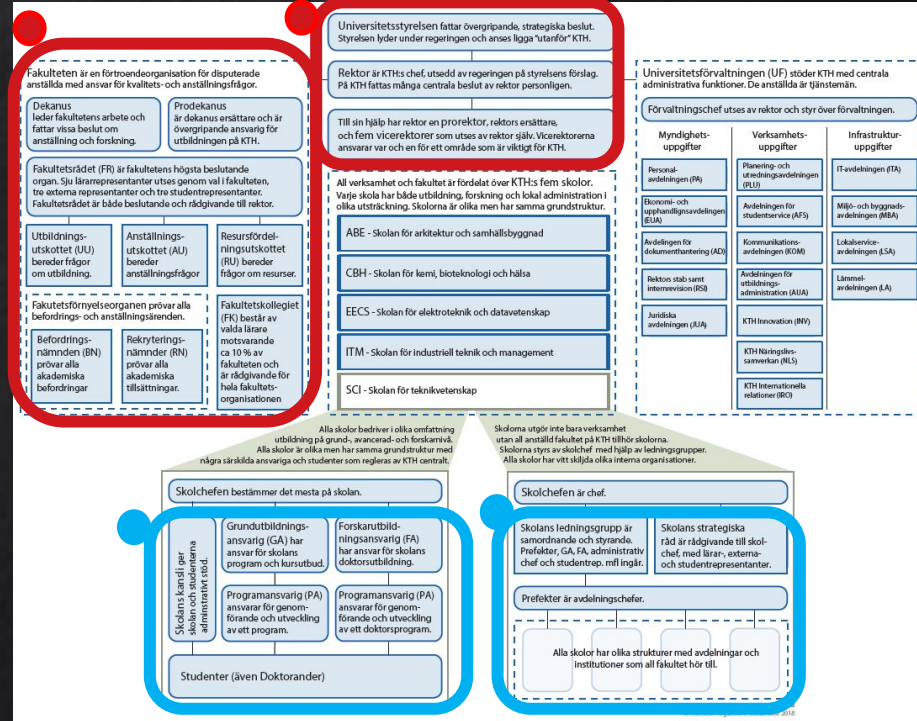 Universitetsstyrelsen fattar övergripande, strategiska beslut.
Styrelsen lyder under regeringen och anses ligga "utanför" KTH.
Rektor är KTH:s chef, utsedd av regeringen på styrelsens förslag.
På KTH fattas många centrala beslut av rektor personligen.
Till sin hjälp har rektor en prorektor, rektors ersättare,
och fem vicerektorer som utses av rektor själv. Vicerektorerna
ansvarar var och en för ett område som är viktigt för KTH.
Fakulteten är en förtroendeorganisation för disputerade
anställda med ansvar för kvalitets- och anställningsfrågor.
Dekanus
leder fakultetens arbete och
fattar vissa beslut om
anställning och forskning.
Prodekanus
är dekanus ersättare och är
övergripande ansvarig för
utbildningen på KTH.
Fakultetsrådet (FR) är fakultetens högsta beslutande
organ. Sju lärarrepresentanter utses genom val i fakulteten,
tre externa representanter och tre studentrepresentanter.
Fakultetsrådet är både beslutande och rådgivande till rektor.
Utbildnings-
utskottet (UU)
bereder frågor
om utbildning.
Anställnings-
utskottet (AU)
bereder
anställningsfrågor
Resursfördel-
ningsutskottet
(RU) bereder
frågor om resurser.
Fakutetsförnyelseorganen prövar alla
befordrings- och anställningsärenden.
Befordrings-
nämnden (BN)
prövar alla
akademiska
befordringar
Rekryterings-
nämnder (RN)
prövar alla
akademiska
tillsättningar.
Fakultetskollegiet
(FK) består av
valda lärare
motsvarande
ca 10 % av
fakulteten och
är rådgivande för
hela fakultets-
organisationen
All verksamhet och fakultet är fördelat över KTH:s fem skolor.
Varje skola har både utbildning, forskning och lokal administration i
olika utsträckning. Skolorna är olika men har samma grundstruktur.
ABE - Skolan för arkitektur och samhällsbyggnad
CBH - Skolan för kemi, bioteknologi och hälsa
EECS - Skolan för elektroteknik och datavetenskap
ITM - Skolan för industriell teknik och management
SCI - Skolan för teknikvetenskap
Universitetsförvaltningen (UF) stöder KTH med centrala
administrativa funktioner. De anställda är tjänstemän.
Förvaltningschef utses av rektor och styr över förvaltningen.
Myndighets-
uppgifter
Personal-
avdelningen (PA)
Ekonomi- och
upphandlignsavdelingen
(EUA)
Avdelingen för
dokumenthantering (AD)
Rektors stab samt
internrevision (RSI)
Juridiska
avdelningen (JUA)
Verksamhets-
uppgifter
Planering- och
utredningsavdelningen
(PLU)
Avdelningen för
studentservice (AFS)
Kommunikations-
avdelningen (KOM)
Avdelningen för
utbildnings-
administration (AUA)
KTH Innovation (INV)
KTH Näringslivs-
samverkan (NLS)
KTH Internationella
relationer (IRO)
Infrastruktur-
uppgifter
IT-avdelningen (ITA)
Miljö- och byggnads-
avdelningen (MBA)
Lokalservice-
avdelningen (LSA)
Lämmel-
avdelningen (LA)
Alla skolor bedriver i olika omfattning
utbildning på grund-, avancerad- och forskarnivå.
Alla skolor är olika men har samma grundstruktur med
några särskilda ansvariga och studenter som regleras av KTH centralt.
Skolorna utgör inte bara verksamhet
utan all anställd fakultet på KTH tillhör skolorna.
Skolorna styrs av skolchef med hjälp av ledningsgrupper.
Alla skolor har vitt skiljda olika interna organisationer.
Skolchefen bestämmer det mesta på skolan.
Skolans kansli ger
skolan och studenterna
adminstrativt stöd.
Grundutbildnings-
ansvarig (GA) har
ansvar för skolans
program och kursutbud.
Forskarutbild-
ningsansvarig (FA)
har ansvar för skolans
doktorsutbildning.
Programansvarig (PA)
ansvarar för genom-
förande och utveckling
av ett program.
Programansvarig (PA)
ansvarar för genom-
förande och utveckling
av ett doktorsprogram.
Studenter (även Doktorander)
Skolchefen är chef.
Skolans ledningsgrupp är
samordnande och styrande.
Prefekter, GA, FA, administrativ
chef och studentrep. mfl ingår.
Skolans strategiska
råd är rådgivande till skol-
chef, med lärar-, externa-
och studentrepresentanter.
Prefekter är avdelningschefer.
Alla skolor har olika strukturer med avdelningar och
institutioner som all fakultet hör till.
2018